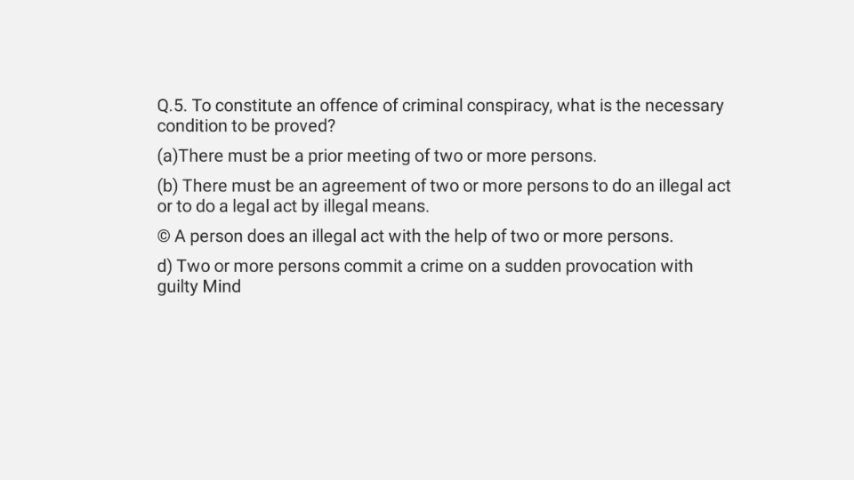 Q.5. To constitute an offence of criminal conspiracy, what is the necessary
condition to be proved?
(a)There must be a prior meeting of two or more persons.
(b) There must be an agreement of two or more persons to do an illegal act
or to do a legal act by illegal means.
© A person does an illegal act with the help of two or more persons.
d) Two or more persons commit a crime on a sudden provocation with
guilty Mind